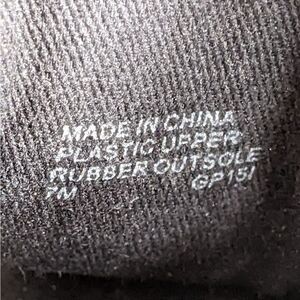 MADE IN CHINA
PLASTIC UPPER
RUBBER OUTSOLE
7M GP15I